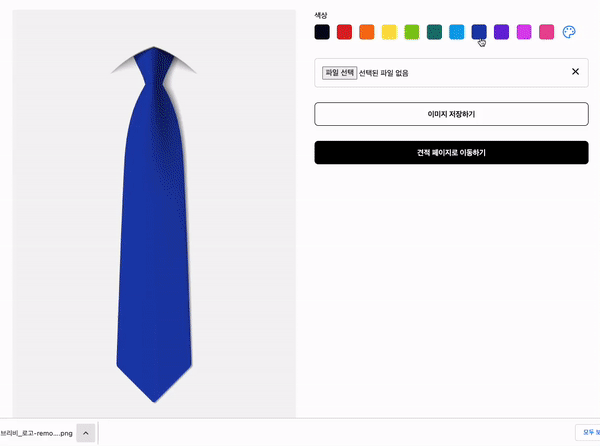 색상
파일 선택 선택된 파일 없음
이미지 저장하기
견적 페이지로 이동하기
브리비_로고-remo....png
모두 보